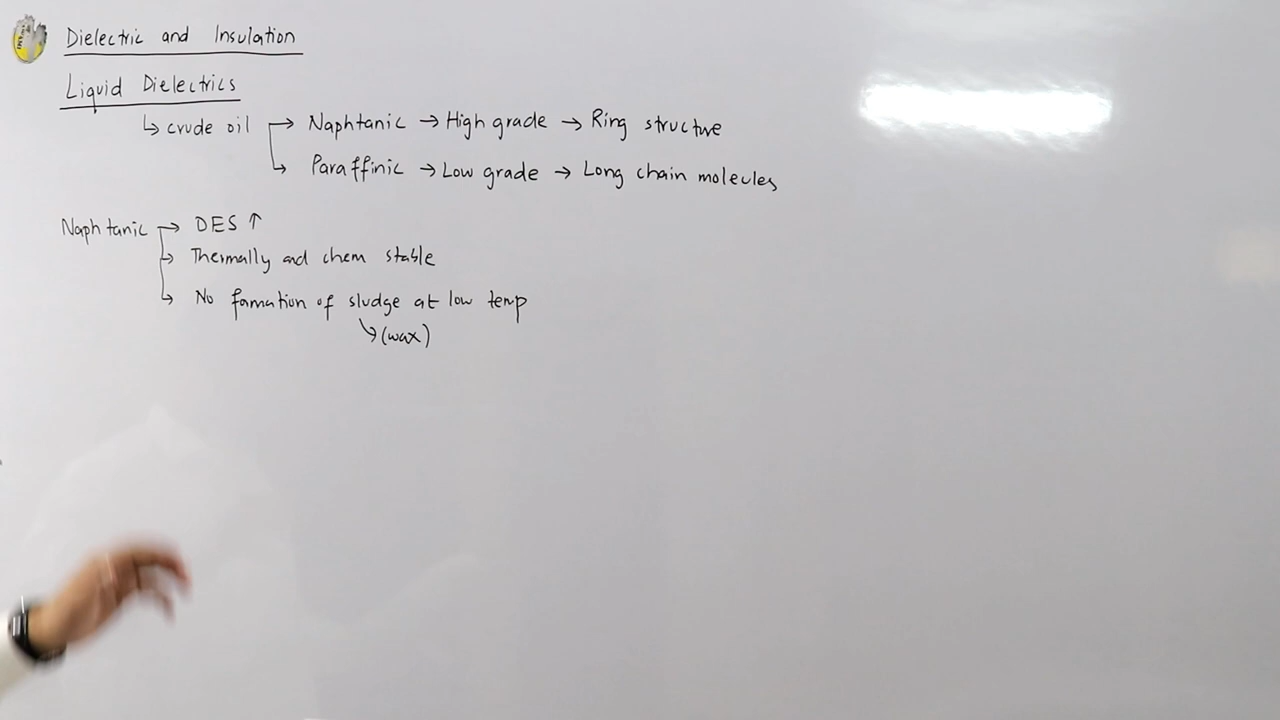 Dielectric and Insulation
Liquid Dielectrics
↳ crude oil → Naphtanic → High grade → Ring structure
↳ Paraffinic → Low grade → Long chain molecules
Naphtanic → DES ↑
↳ Thermally and chem stable
↳ No formation of sludge at low temp
↳ (wax)